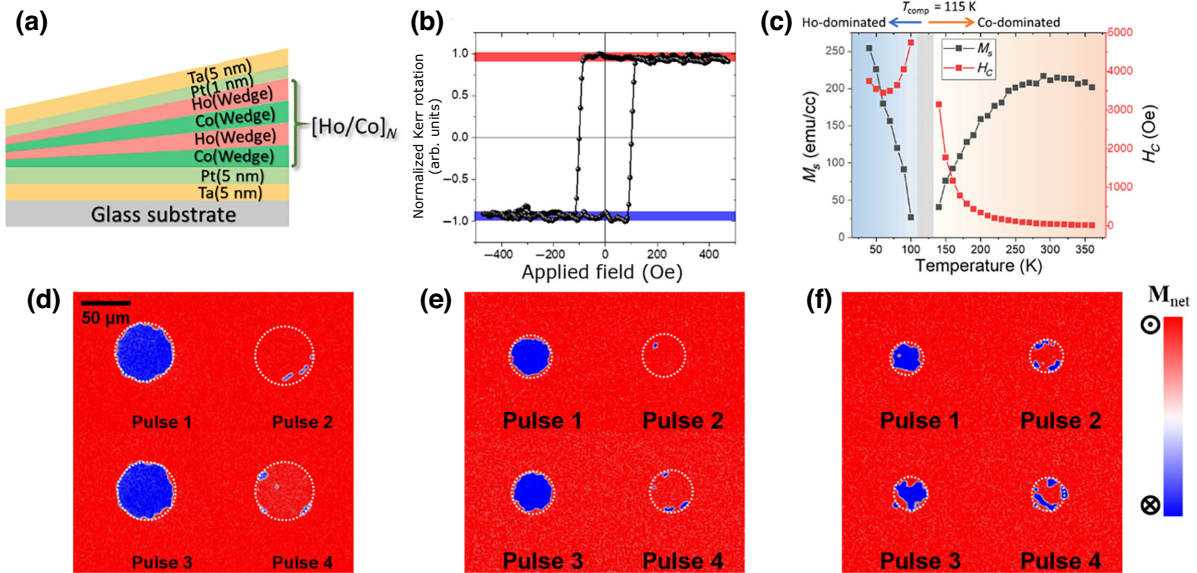 (a)
Ta(5 nm)
Pt(1 nm)
Ho(Wedge)
Co(Wedge)
Ho(Wedge)
Co(Wedge)
Pt(5 nm)
Ta(5 nm)
Glass substrate
[Ho/Co]N
(b)
Normalized Kerr rotation
(arb. units)
1.0
0.5
0.0
−0.5
−1.0
−400 −200 0 200 400
Applied field (Oe)
(c)
Tcomp = 115 K
Ho-dominated
Co-dominated
Ms
HC
Ms (emu/cc)
250
200
150
100
50
0
HC (Oe)
5000
4000
3000
2000
1000
0
50 100 150 200 250 300 350
Temperature (K)
(d)
50 μm
Pulse 1
Pulse 2
Pulse 3
Pulse 4
(e)
Pulse 1
Pulse 2
Pulse 3
Pulse 4
(f)
Pulse 1
Pulse 2
Pulse 3
Pulse 4
Mnet